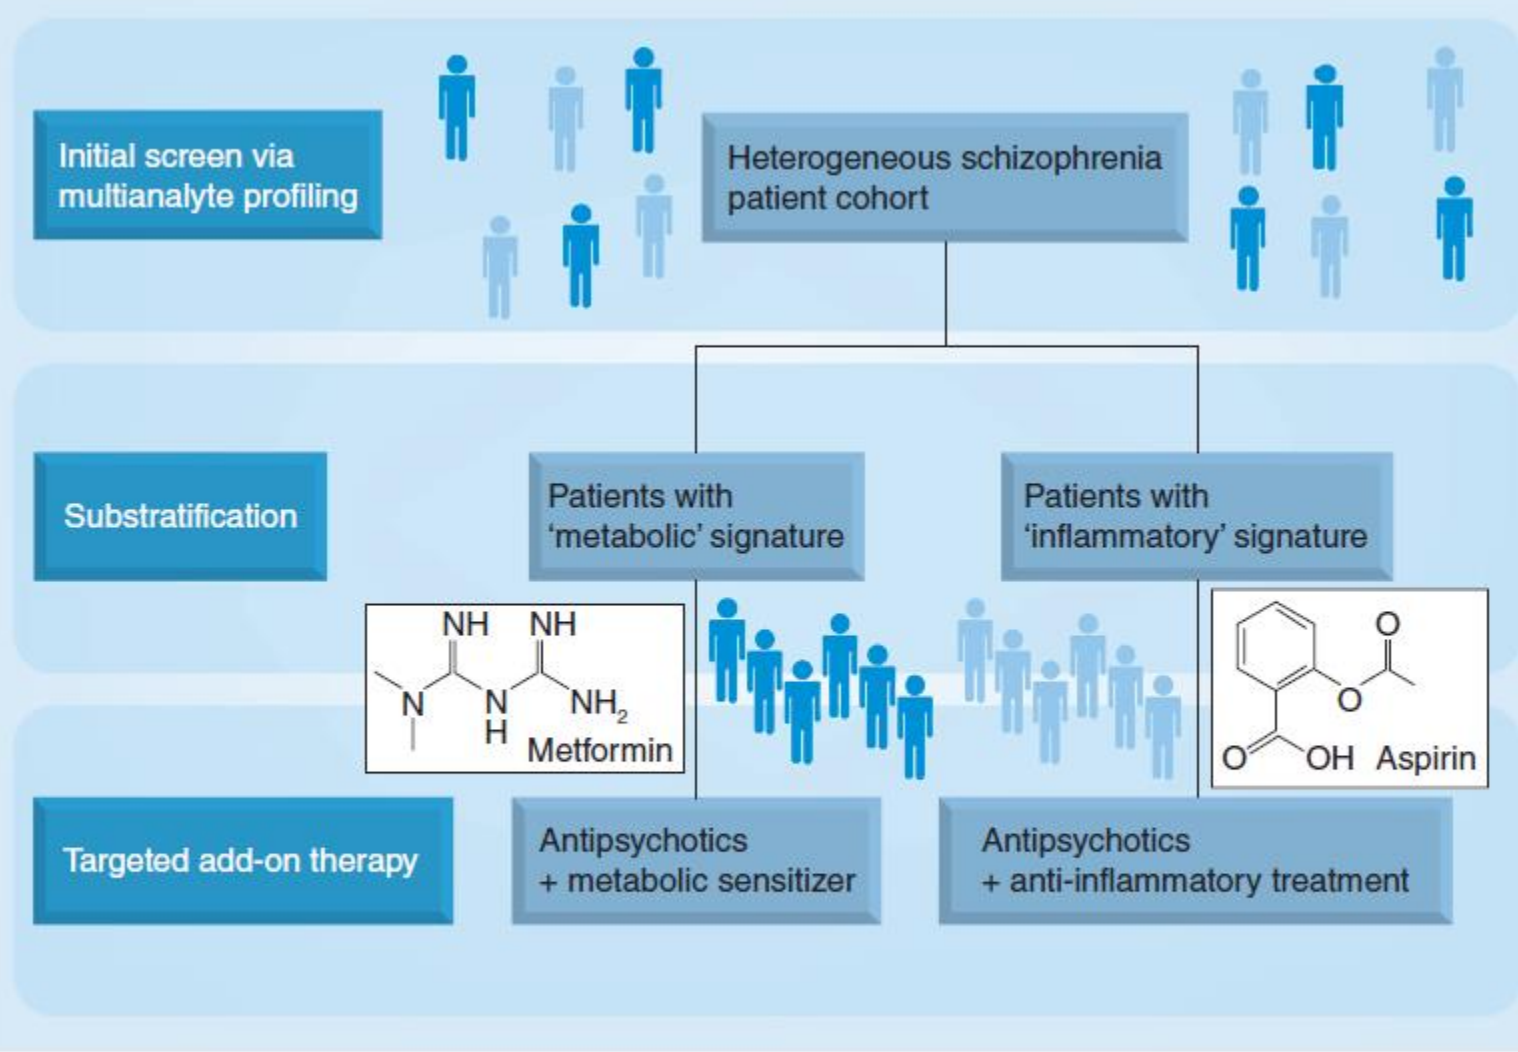 Initial screen via
multianalyte profiling
Heterogeneous schizophrenia
patient cohort
Substratification
Patients with
‘metabolic’ signature
Patients with
‘inflammatory’ signature
NH NH
N N NH2
H
Metformin
O
O
O OH
Aspirin
Targeted add-on therapy
Antipsychotics
+ metabolic sensitizer
Antipsychotics
+ anti-inflammatory treatment